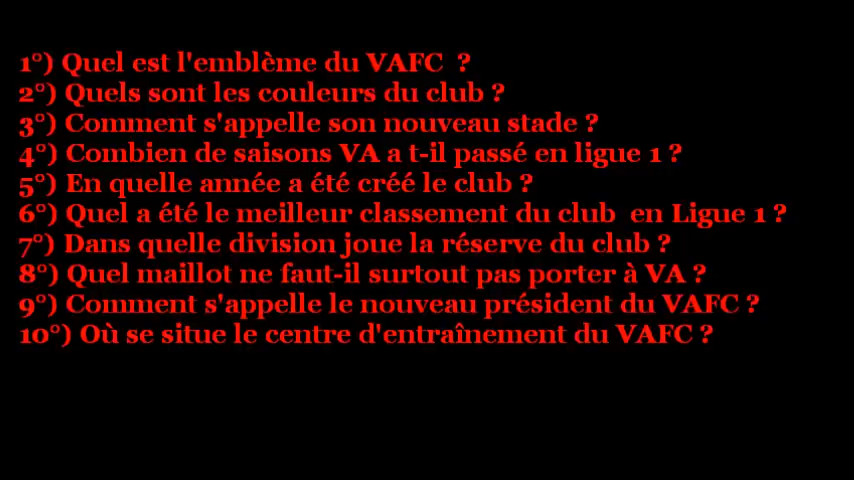 1°) Quel est l'emblème du VAFC  ?
2°) Quels sont les couleurs du club ?
3°) Comment s'appelle son nouveau stade ?
4°) Combien de saisons VA a t-il passé en ligue 1 ?
5°) En quelle année a été créé le club ?
6°) Quel a été le meilleur classement du club  en Ligue 1 ?
7°) Dans quelle division joue la réserve du club ?
8°) Quel maillot ne faut-il surtout pas porter à VA ?
9°) Comment s'appelle le nouveau président du VAFC ?
10°) Où se situe le centre d'entraînement du VAFC ?